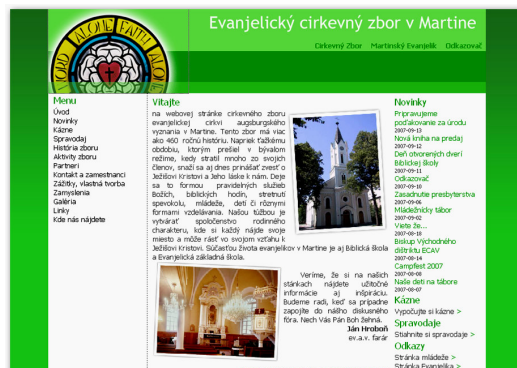 LORD ALONE FAITH ALONE
Evanjelický cirkevný zbor v Martine
Cirkevný Zbor Martinský Evanjelik Odkazovač
Menu
Úvod
Novinky
Kázne
Spravodaj
História zboru
Aktivity zboru
Partneri
Kontakt a zamestnanci
Zážitky, vlastná tvorba
Zamyslenia
Galéria
Linky
Kde nás nájdete
Vitajte
na webovej stránke cirkevného zboru
evanjelickej cirkvi augsburgského
vyznania v Martine. Tento zbor má viac
ako 460 ročnú históriu. Napriek ťažkému
obdobiu, ktorým prešiel v bývalom
režime, kedy stratil mnoho zo svojich
členov, snaží sa aj dnes prinášať zvesť o
Ježišovi Kristovi a Jeho láske k nám. Deje
sa to formou pravidelných služieb
Božích, biblických hodín, stretnutí
spevokolu, mládeže, detí či rôznymi
formami vzdelávania. Našou túžbou je
vytvárať spoločenstvo rodinného
charakteru, kde si každý nájde svoje
miesto a môže rásť vo svojom vzťahu k
Ježišovi Kristovi. Súčasťou života evanjelikov v Martine je aj Biblická škola
a Evanjelická základná škola.
Veríme, že si na našich
stánkach nájdete užitočné
informácie aj inšpiráciu.
Budeme radi, keď sa prípadne
zapojíte do nášho diskusného
fóra. Nech Vás Pán Boh žehná.
Ján Hroboň
ev.a.v. farár
Novinky
Pripravujeme
poďakovanie za úrodu
2007-09-13
Nová kniha na predaj
2007-09-12
Deň otvorených dverí
Biblickej školy
2007-09-11
Odkazovač
2007-09-10
Zasadnutie presbyterstva
2007-09-06
Mládežnícky tábor
2007-09-02
Viete že...
2007-08-18
Biskup Východného
dištriktu ECAV
2007-08-14
Campfest 2007
2007-08-08
Naše deti na tábore
2007-08-07
Kázne
Vypočujte si kázne >
Spravodaje
Stiahnite si spravodaje >
Odkazy
Stránka mládeže >
Stránka Evanjelika >